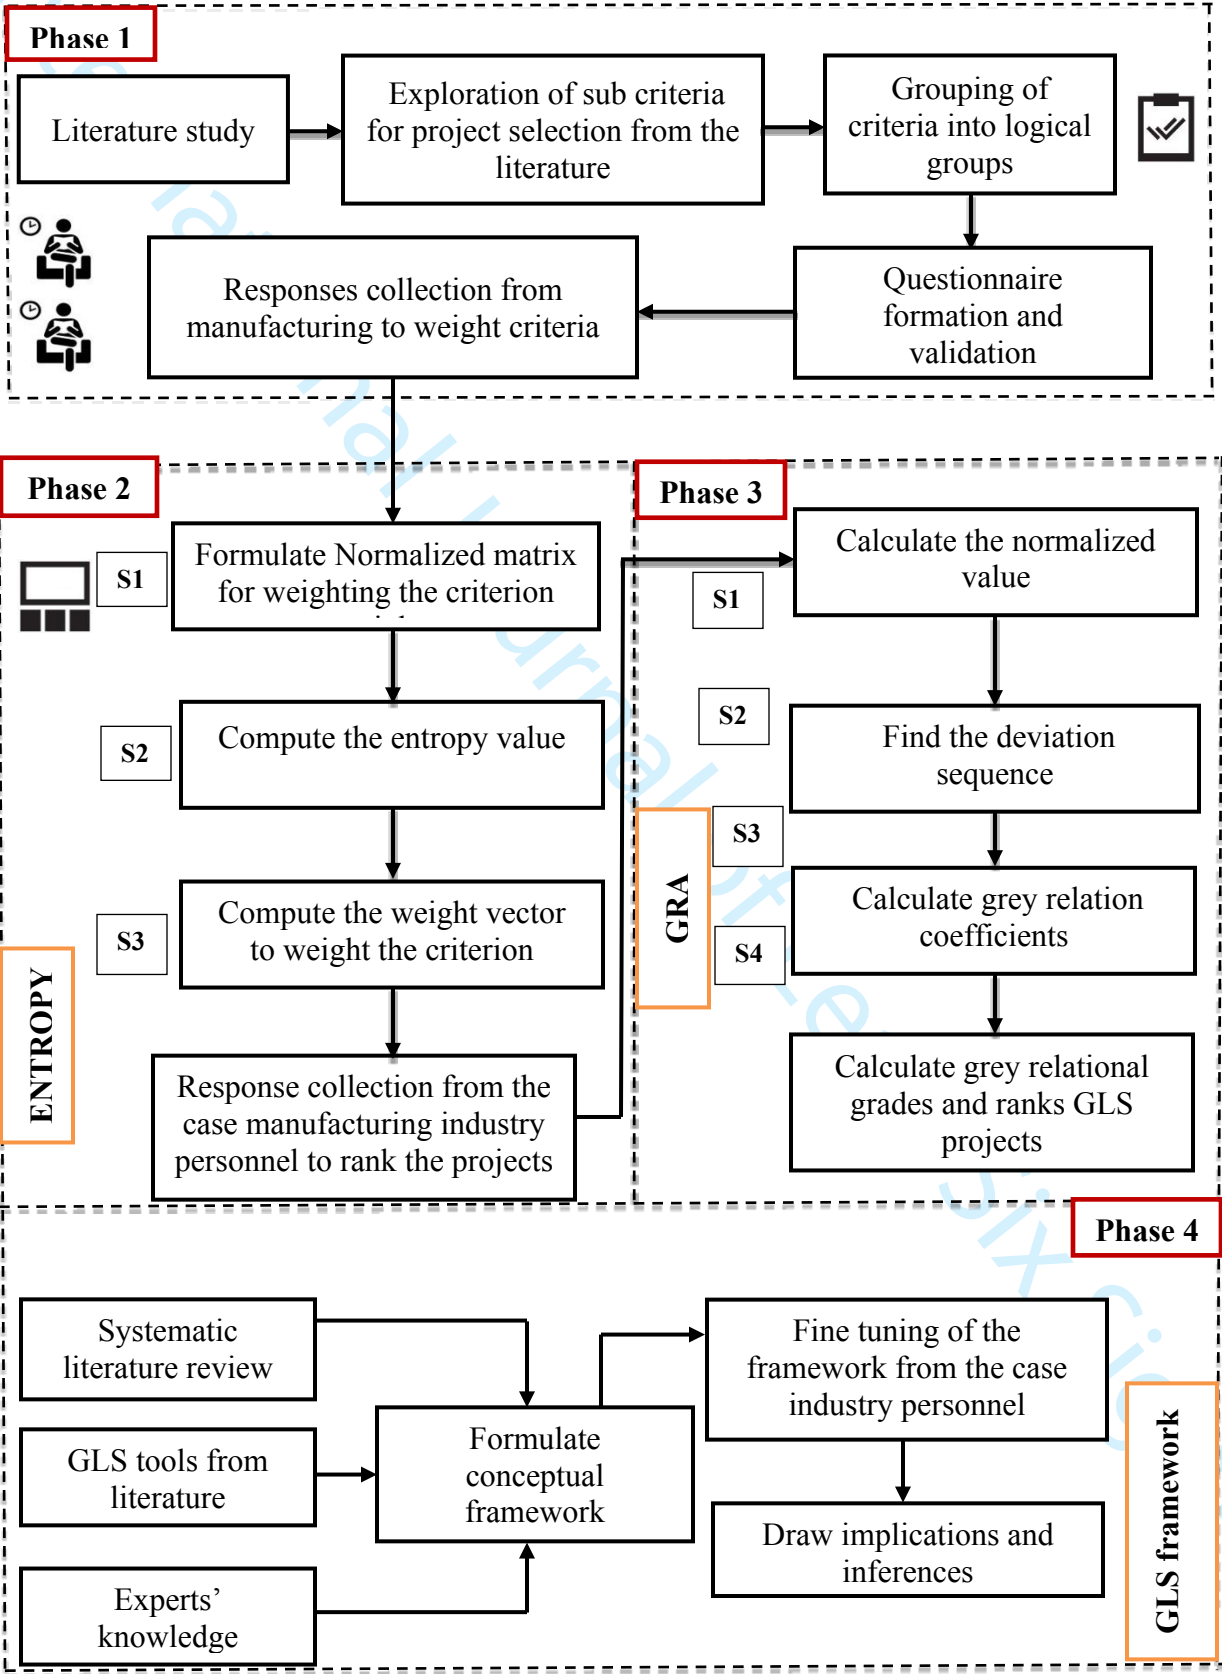 Phase 1
Literature study
Exploration of sub criteria
for project selection from the
literature
Grouping of
criteria into logical
groups
Responses collection from
manufacturing to weight criteria
Questionnaire
formation and
validation
Phase 2
S1
Formulate Normalized matrix
for weighting the criterion
S2
Compute the entropy value
S3
Compute the weight vector
to weight the criterion
ENTROPY
Response collection from the
case manufacturing industry
personnel to rank the projects
Phase 3
Calculate the normalized
value
S1
S2
Find the deviation
sequence
S3
GRA
Calculate grey relation
coefficients
S4
Calculate grey relational
grades and ranks GLS
projects
Phase 4
Systematic
literature review
GLS tools from
literature
Experts’
knowledge
Formulate
conceptual
framework
Fine tuning of the
framework from the case
industry personnel
Draw implications and
inferences
GLS framework